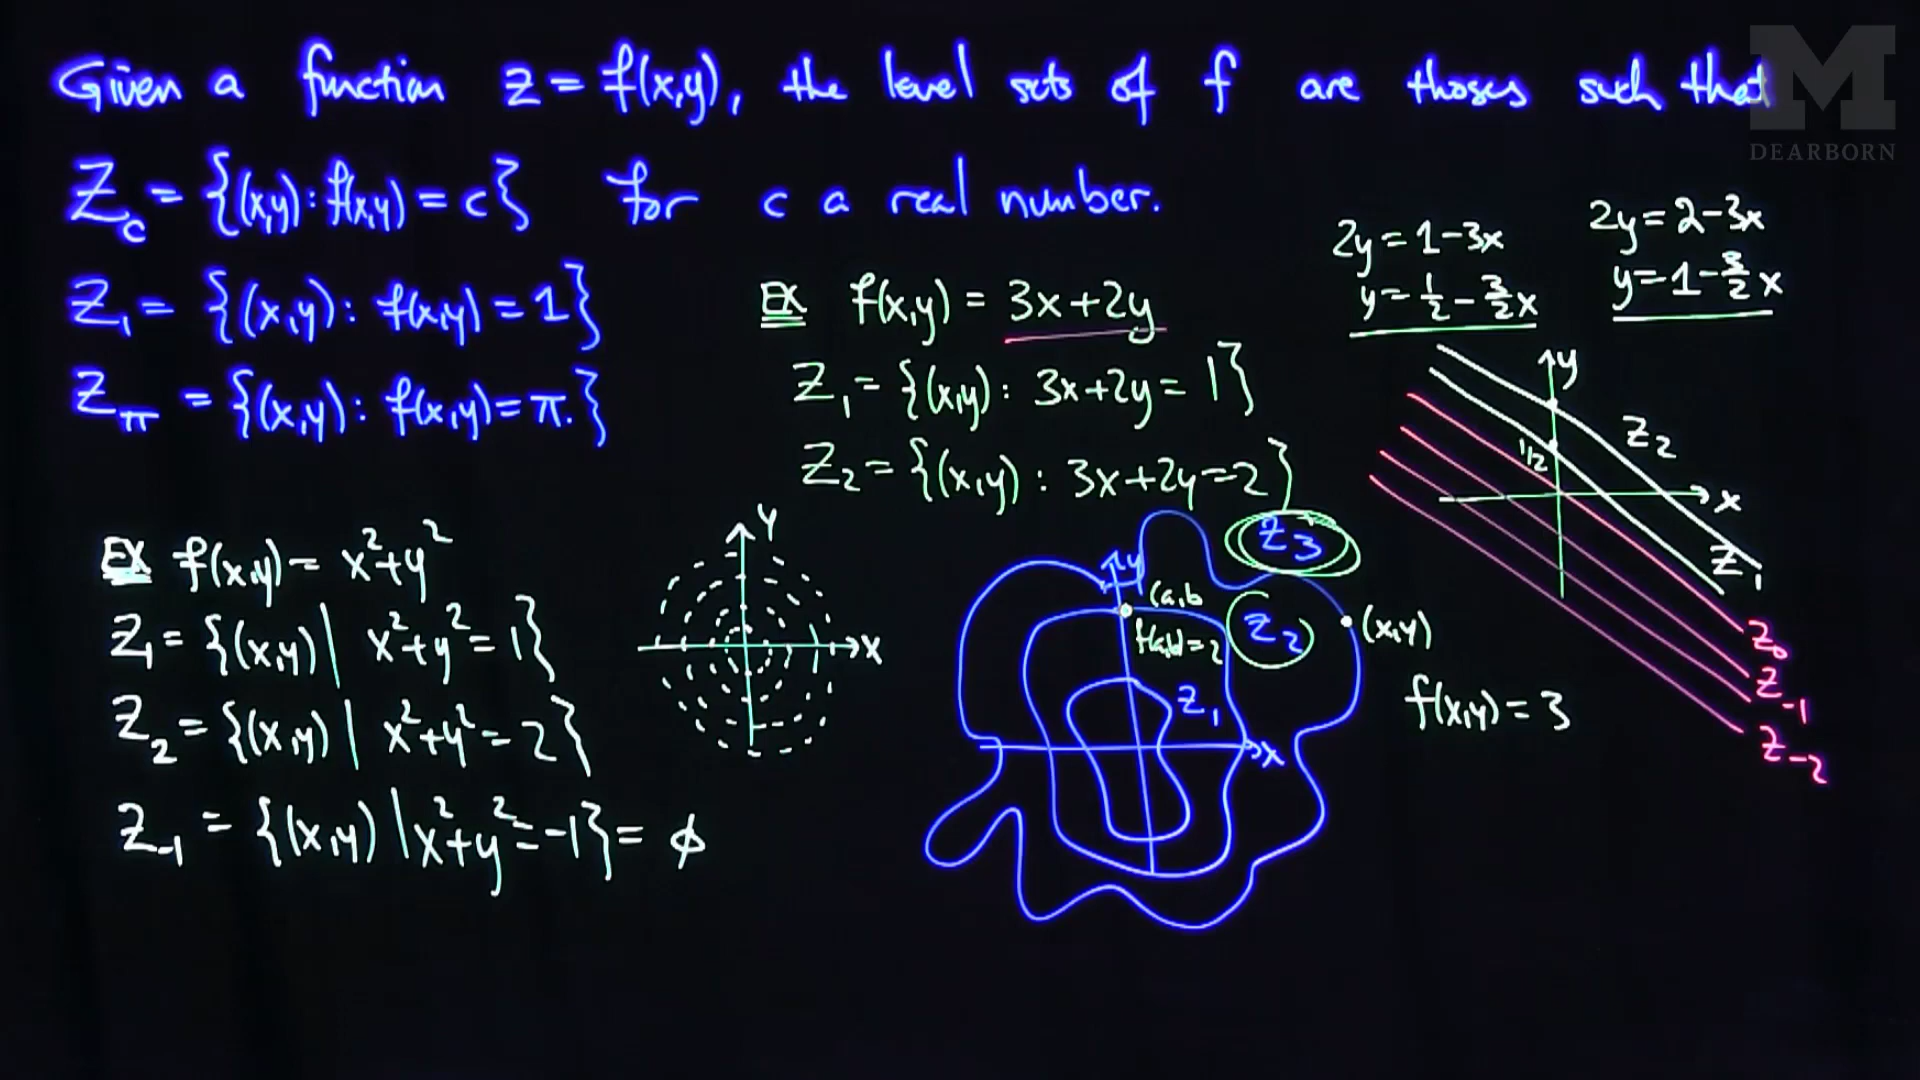 Given a function z = f(x,y), the level sets of f are thoses such that
Z_c = {(x,y): f(x,y) = c} for c a real number.
Z_1 = {(x,y): f(x,y) = 1}
Z_π = {(x,y): f(x,y) = π.}
EX f(x,y) = 3x+2y
Z_1 = {(x,y): 3x+2y = 1}
Z_2 = {(x,y): 3x+2y = 2}
2y = 1-3x
y = 1/2 - 3/2 x
2y = 2-3x
y = 1 - 3/2 x
y
x
1/2
Z_2
Z_1
Z_0
Z_-1
Z_-2
EX f(x,y) = x²+y²
Z_1 = {(x,y) | x²+y² = 1}
Z_2 = {(x,y) | x²+y² = 2}
Z_-1 = {(x,y) | x²+y² = -1} = ϕ
y
x
y
x
Z_3
Z_2
Z_1
(a,b
f(a,b) = 2
(x,y)
f(x,y) = 3
M
DEARBORN